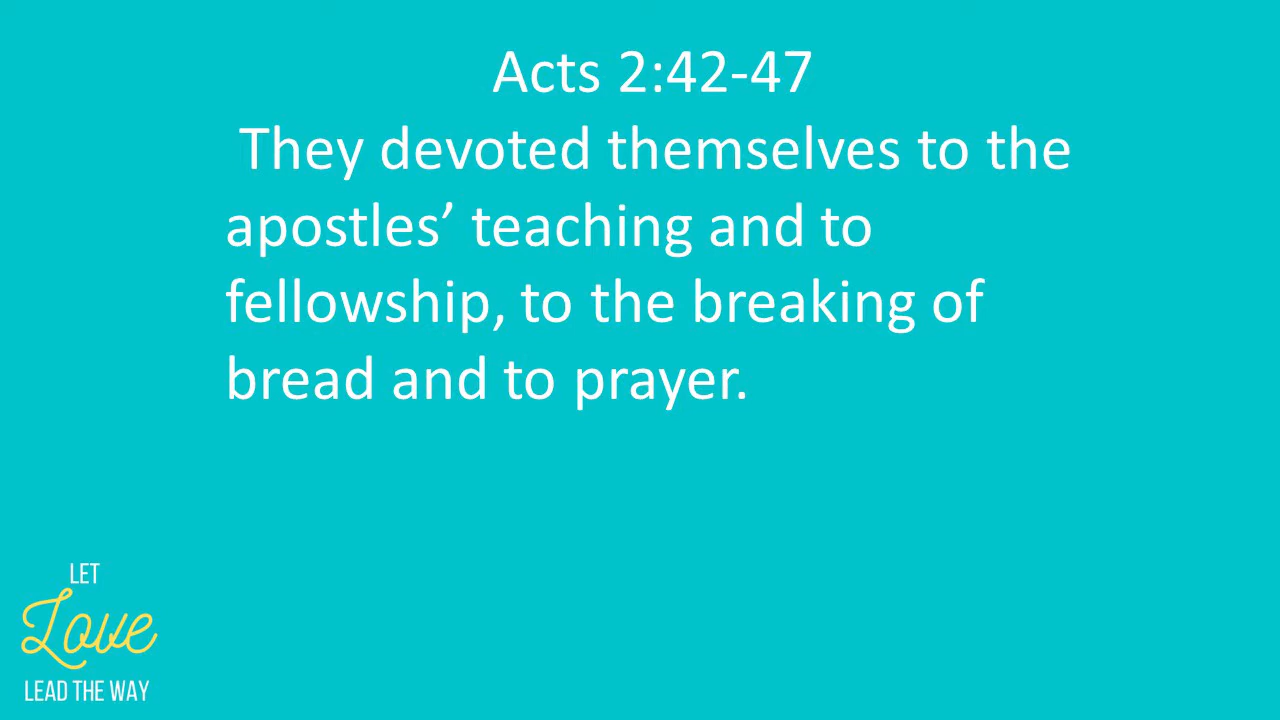 Acts 2:42-47
They devoted themselves to the
apostles’ teaching and to
fellowship, to the breaking of
bread and to prayer.
LET
Love
LEAD THE WAY